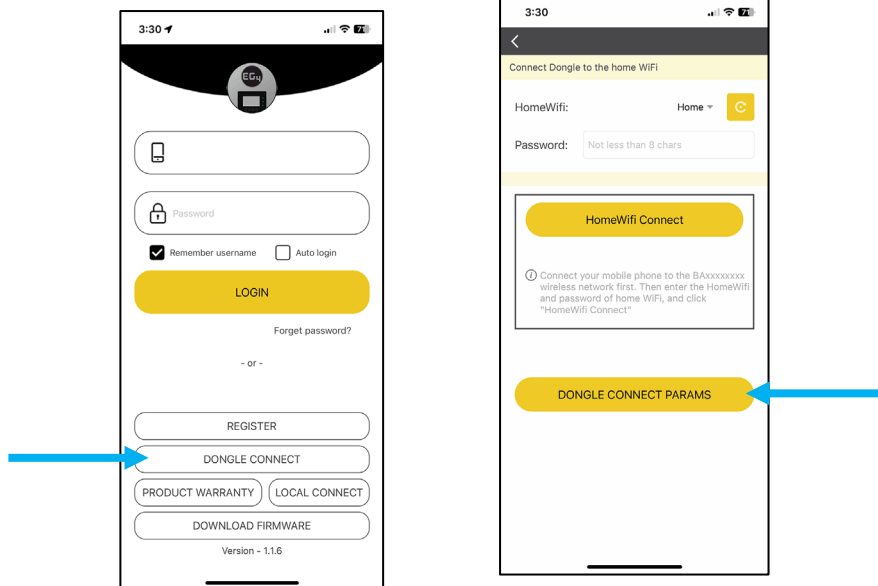 3:30
71
EG4
Password
Remember username
Auto login
LOGIN
Forget password?
- or -
REGISTER
DONGLE CONNECT
PRODUCT WARRANTY
LOCAL CONNECT
DOWNLOAD FIRMWARE
Version - 1.1.6
3:30
71
Connect Dongle to the home WiFi
HomeWifi:
Home
Password:
Not less than 8 chars
HomeWifi Connect
Connect your mobile phone to the BAxxxxxxxx
wireless network first. Then enter the HomeWifi
and password of home WiFi, and click
"HomeWifi Connect"
DONGLE CONNECT PARAMS